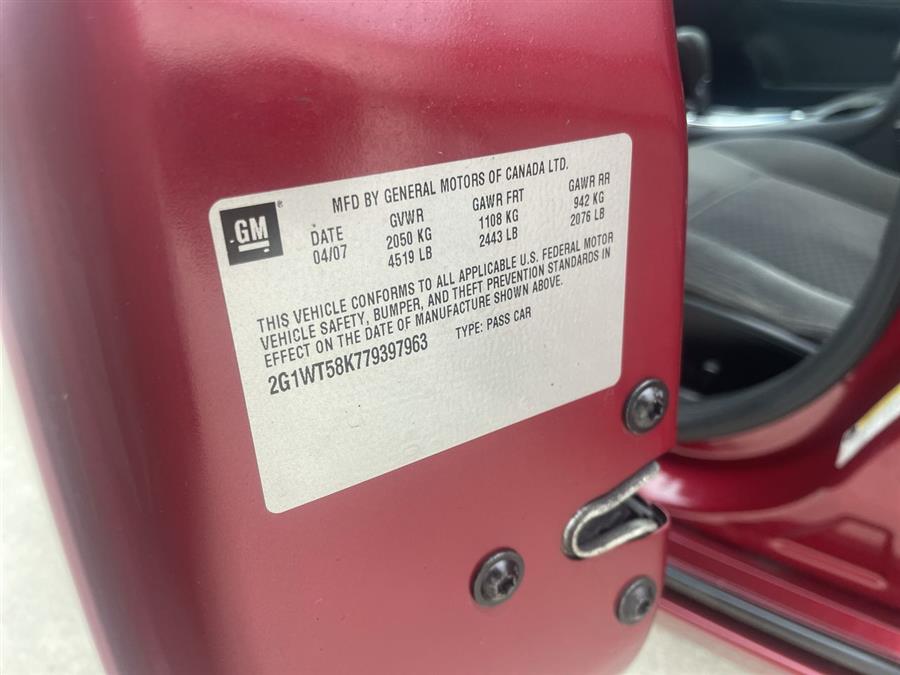 GM
MFD BY GENERAL MOTORS OF CANADA LTD.
DATE GVWR GAWR FRT GAWR RR
04/07 2050 KG 1108 KG 942 KG
4519 LB 2443 LB 2076 LB
THIS VEHICLE CONFORMS TO ALL APPLICABLE U.S. FEDERAL MOTOR
VEHICLE SAFETY, BUMPER, AND THEFT PREVENTION STANDARDS IN
EFFECT ON THE DATE OF MANUFACTURE SHOWN ABOVE.
2G1WT58K779397963 TYPE: PASS CAR